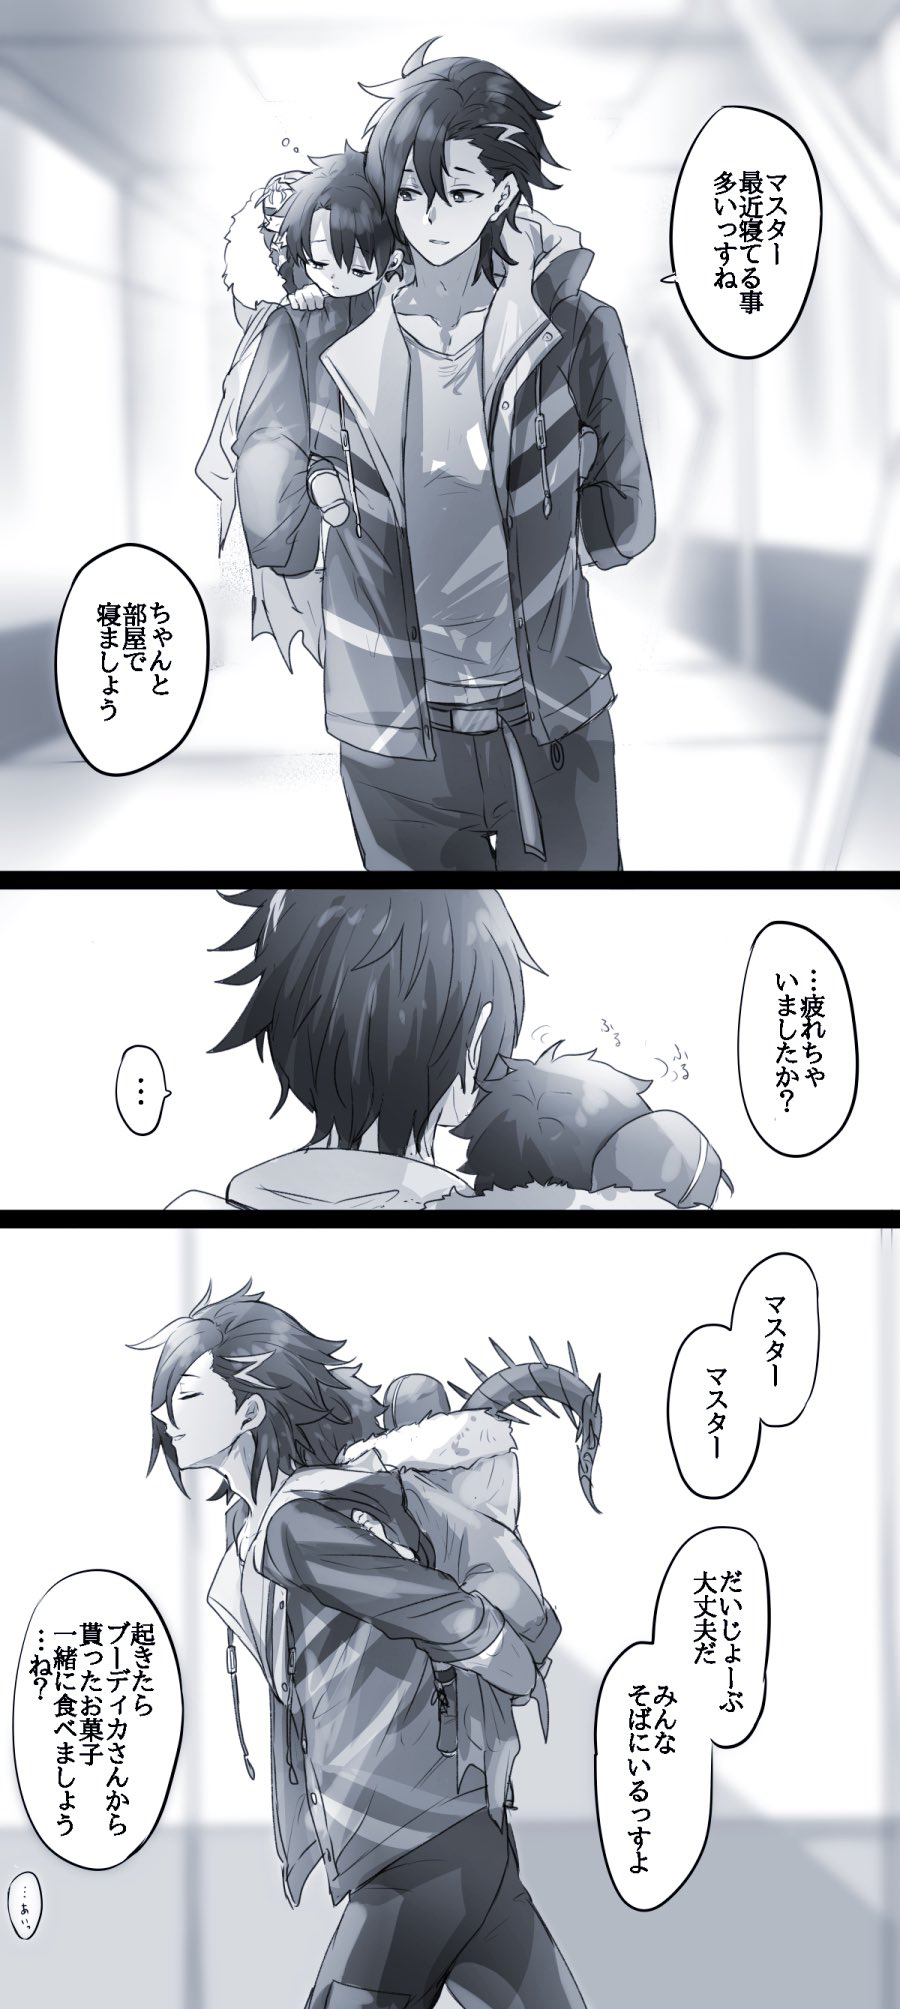 マスター
最近寝てる事
多いっすね
ちゃんと
部屋で
寝ましょう
…疲れちゃ
いましたか?
ぷる
ぷる
…
マスター
マスター
だいじょーぶ
大丈夫だ
みんな
そばにいるっすよ
起きたら
ブーディカさんから
貰ったお菓子
一緒に食べましょう
…ね?
…あいっ